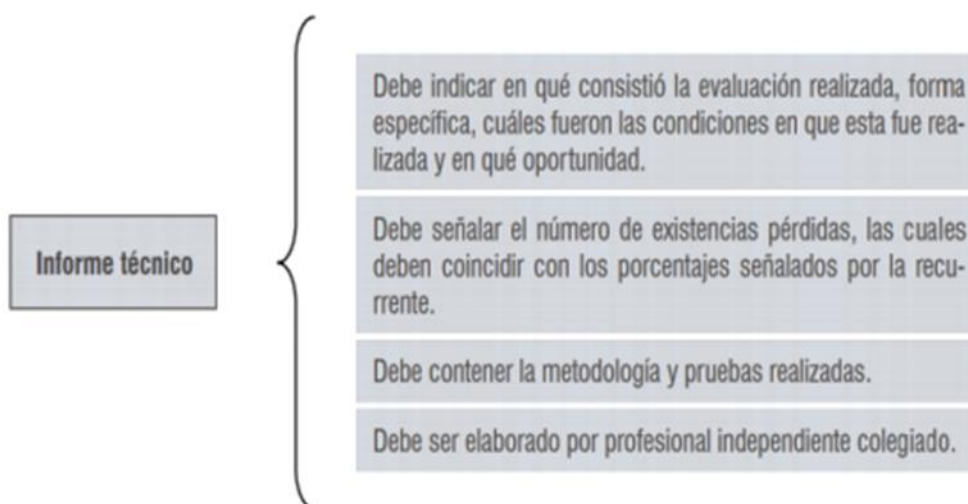 Informe técnico
Debe indicar en qué consistió la evaluación realizada, forma
específica, cuáles fueron las condiciones en que esta fue rea-
lizada y en qué oportunidad.
Debe señalar el número de existencias pérdidas, las cuales
deben coincidir con los porcentajes señalados por la recu-
rrente.
Debe contener la metodología y pruebas realizadas.
Debe ser elaborado por profesional independiente colegiado.